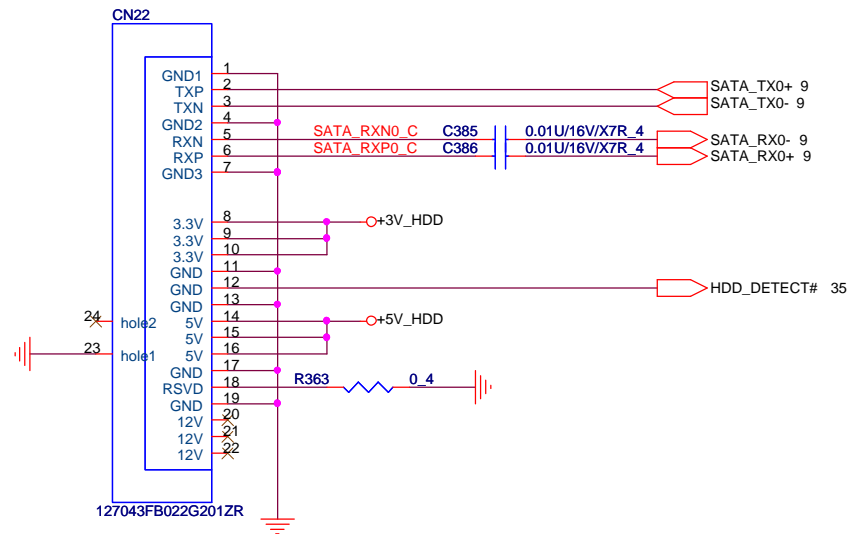 CN22
GND1 1
TXP 2 SATA_TX0+ 9
TXN 3 SATA_TX0- 9
GND2 4
RXN 5 SATA_RXN0_C C385 0.01U/16V/X7R_4 SATA_RX0- 9
RXP 6 SATA_RXP0_C C386 0.01U/16V/X7R_4 SATA_RX0+ 9
GND3 7
3.3V 8 +3V_HDD
3.3V 9
3.3V 10
GND 11
GND 12 HDD_DETECT# 35
GND 13
24 hole2 5V 14 +5V_HDD
5V 15
23 hole1 5V 16
GND 17
RSVD 18 R363 0_4
GND 19
12V 20
12V 21
12V 22
127043FB022G201ZR